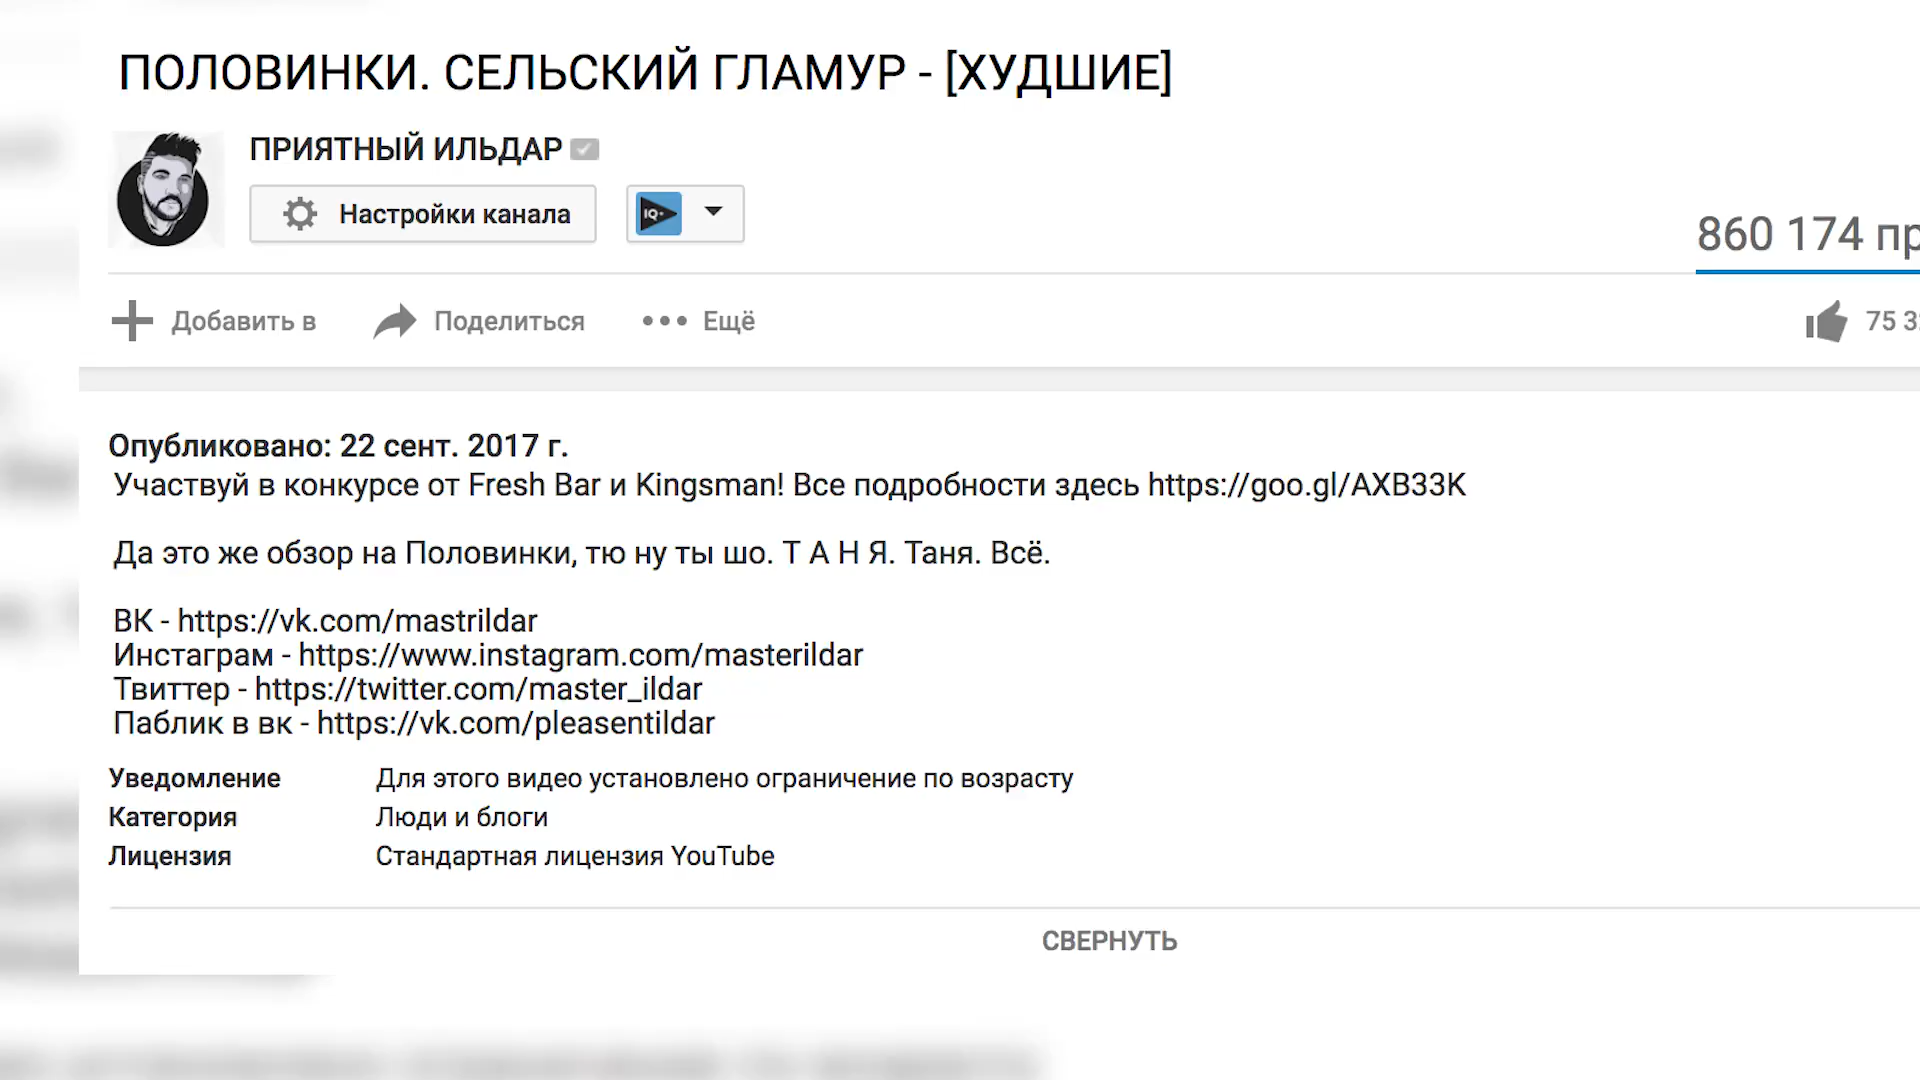 ПОЛОВИНКИ. СЕЛЬСКИЙ ГЛАМУР - [ХУДШИЕ]
ПРИЯТНЫЙ ИЛЬДАР
Настройки канала
IQ+
860 174
Добавить в
Поделиться
Ещё
75
Опубликовано: 22 сент. 2017 г.
Участвуй в конкурсе от Fresh Bar и Kingsman! Все подробности здесь https://goo.gl/AXB33K
Да это же обзор на Половинки, тю ну ты шо. Т А Н Я. Таня. Всё.
ВК - https://vk.com/mastrildar
Инстаграм - https://www.instagram.com/masterildar
Твиттер - https://twitter.com/master_ildar
Паблик в вк - https://vk.com/pleasentildar
Уведомление Для этого видео установлено ограничение по возрасту
Категория Люди и блоги
Лицензия Стандартная лицензия YouTube
СВЕРНУТЬ